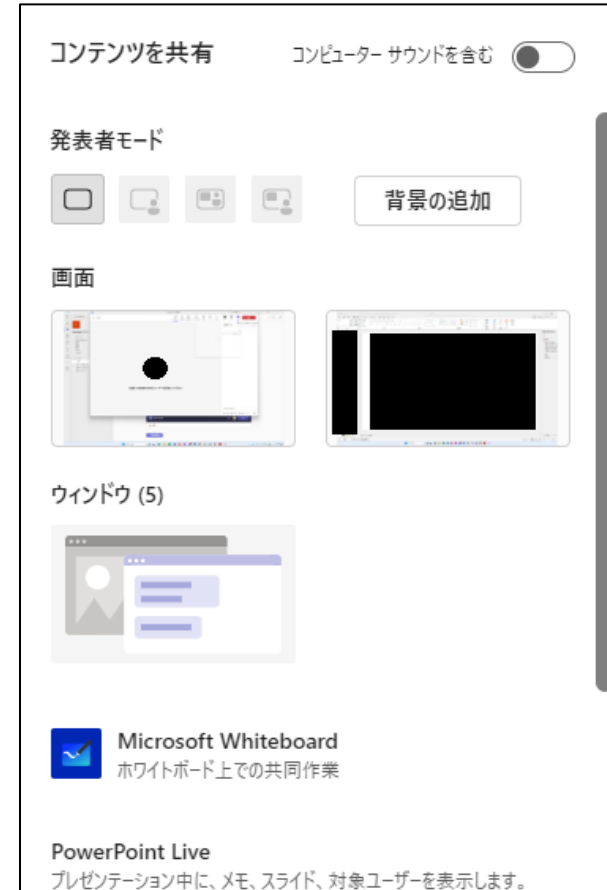 コンテンツを共有 コンピューター サウンドを含む
発表者モード
背景の追加
画面
ウィンドウ (5)
Microsoft Whiteboard
ホワイトボード上での共同作業
PowerPoint Live
プレゼンテーション中に、メモ、スライド、対象ユーザーを表示します。